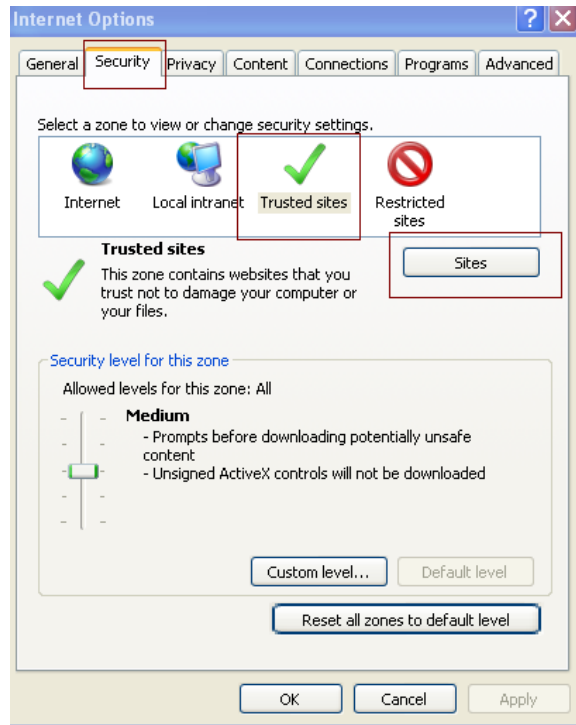 Internet Options
General Security Privacy Content Connections Programs Advanced
Select a zone to view or change security settings.
Internet Local intranet Trusted sites Restricted
sites
Trusted sites
Sites
This zone contains websites that you
trust not to damage your computer or
your files.
Security level for this zone
Allowed levels for this zone: All
Medium
- Prompts before downloading potentially unsafe
content
- Unsigned ActiveX controls will not be downloaded
Custom level... Default level
Reset all zones to default level
OK Cancel Apply